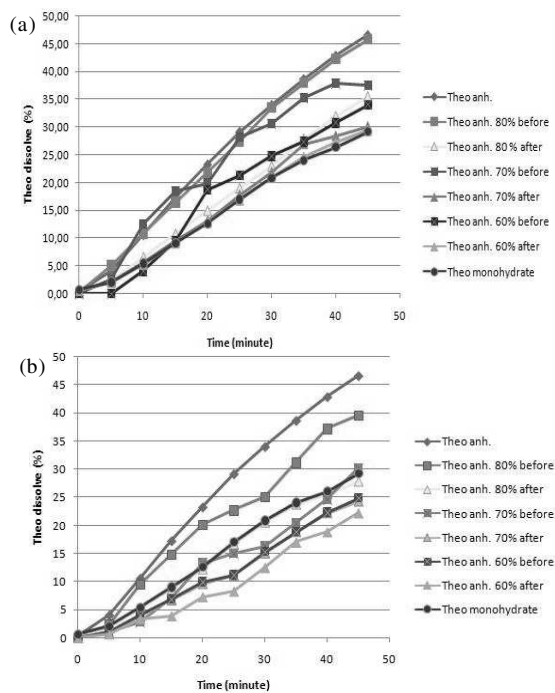 (a)
50,00
45,00
40,00
35,00
30,00
25,00
20,00
15,00
10,00
5,00
0,00
Theo dissolve (%)
0 10 20 30 40 50
Time (minute)
Theo anh.
Theo anh. 80% before
Theo anh. 80 % after
Theo anh. 70% before
Theo anh. 70% after
Theo anh. 60% before
Theo anh. 60% after
Theo monohydrate
(b)
50
45
40
35
30
25
20
15
10
5
0
Theo dissolve (%)
0 10 20 30 40 50
Time (minute)
Theo anh.
Theo anh. 80% before
Theo anh. 80% after
Theo anh. 70% before
Theo anh. 70% after
Theo anh. 60% before
Theo anh. 60% after
Theo monohydrate